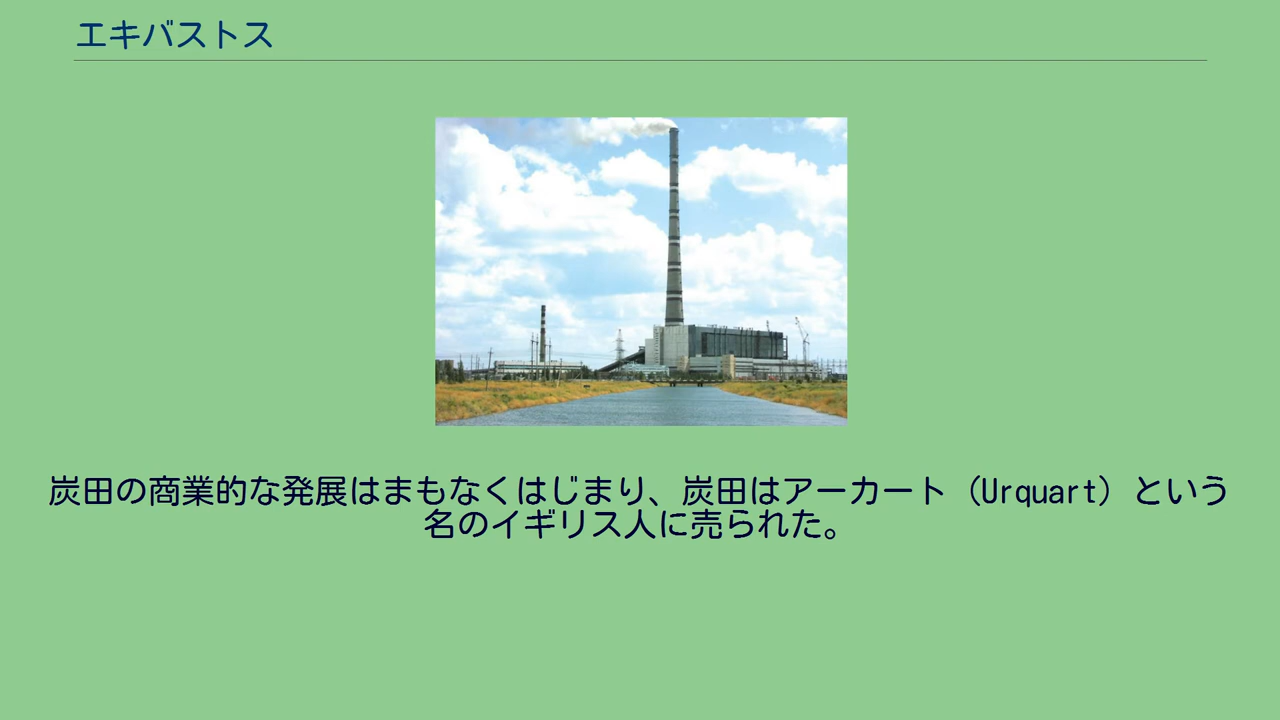 エキバストス
炭田の商業的な発展はまもなくはじまり、炭田はアーカート（Urquart）という
名のイギリス人に売られた。